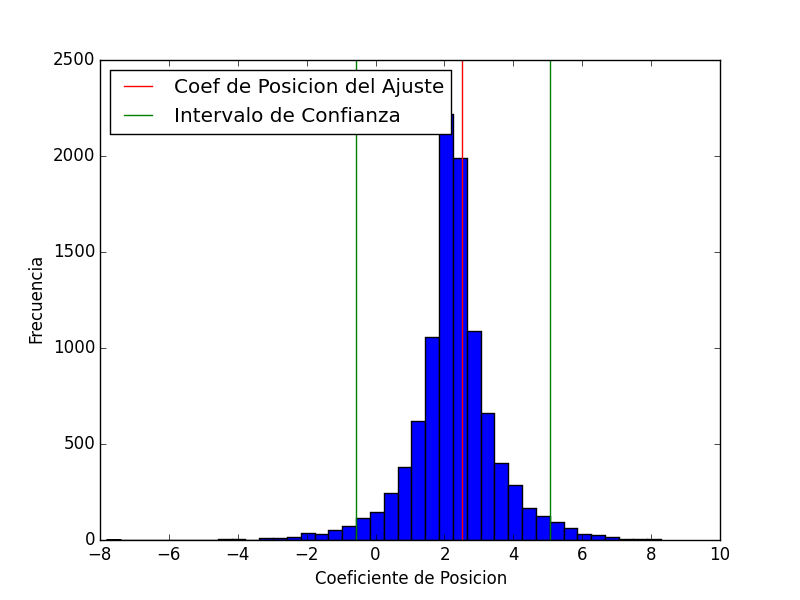 Coef de Posicion del Ajuste
Intervalo de Confianza
2500
2000
1500
1000
500
0
Frecuencia
−8 −6 −4 −2 0 2 4 6 8 10
Coeficiente de Posicion